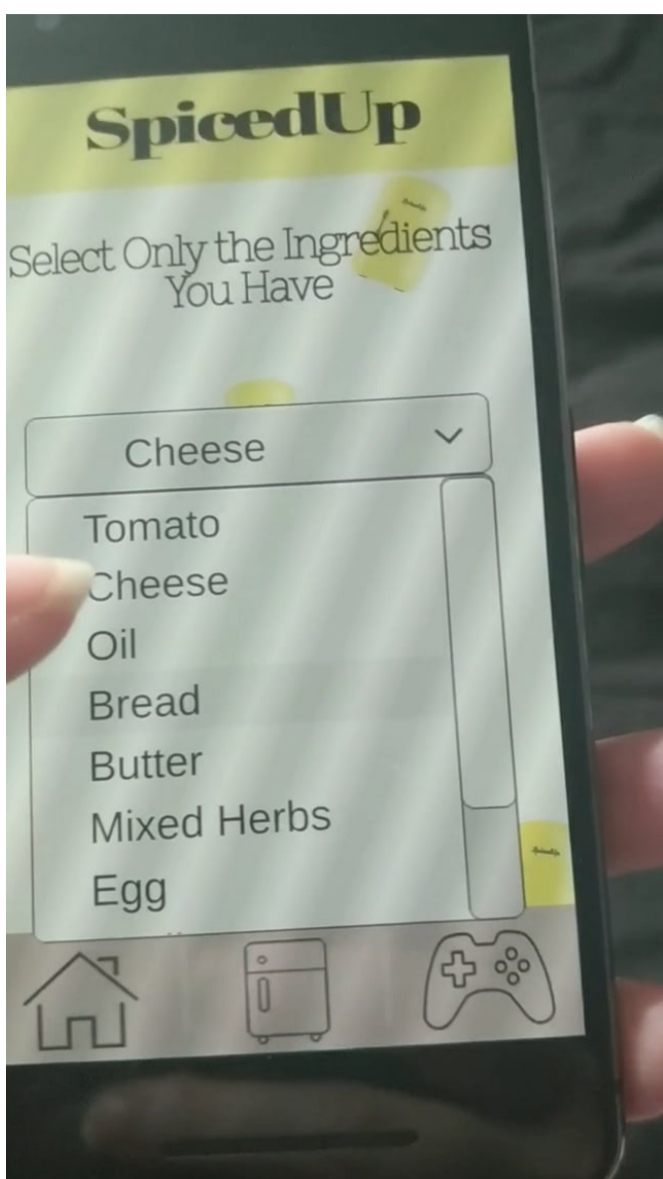 SpicedUp
Select Only the Ingredients
You Have
Cheese
Tomato
Cheese
Oil
Bread
Butter
Mixed Herbs
Egg